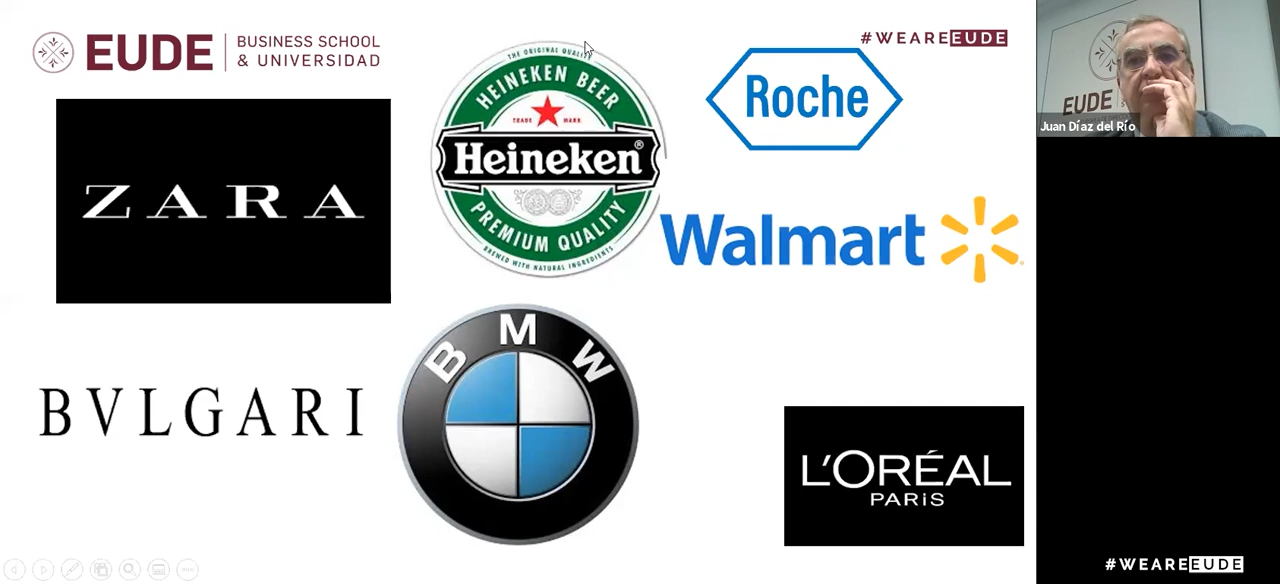 EUDE
BUSINESS SCHOOL
& UNIVERSIDAD
#WEAREEUDE
ZARA
THE ORIGINAL QUALITY
HEINEKEN BEER
TRADE MARK
Heineken®
PREMIUM QUALITY
BREWED WITH NATURAL INGREDIENTS
Roche
Walmart
BVLGARI
BMW
L'ORÉAL
PARiS
EUDE
Juan Díaz del Río
#WEAREEUDE